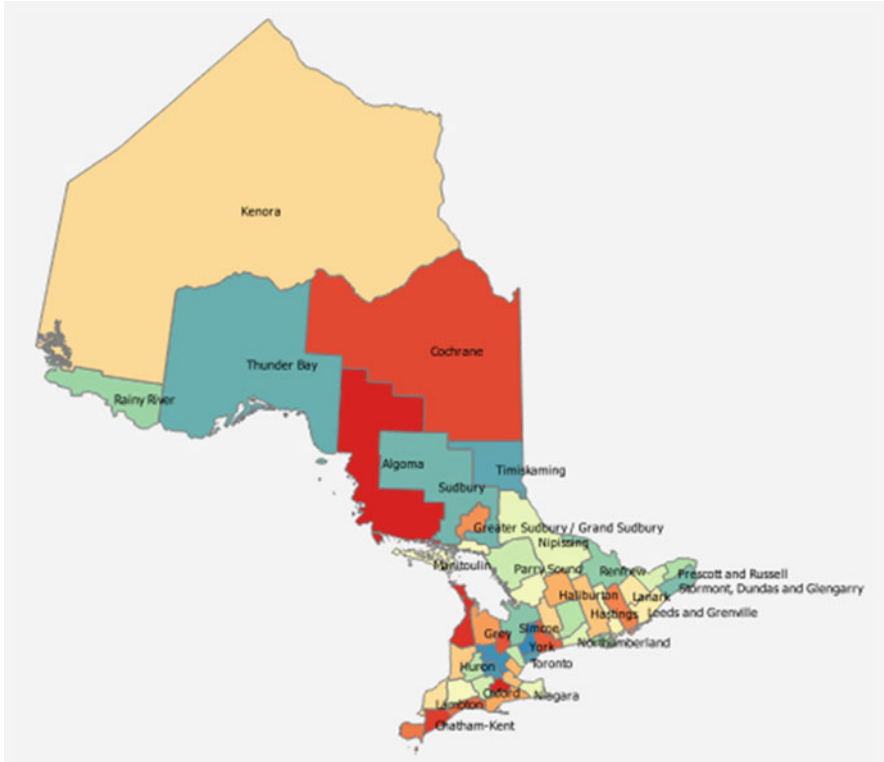 Kenora
Cochrane
Thunder Bay
Rainy River
Algoma
Timiskaming
Sudbury
Greater Sudbury / Grand Sudbury
Nipissing
Manitoulin
Parry Sound
Renfrew
Prescott and Russell
Stormont, Dundas and Glengarry
Haliburton
Lanark
Hastings
Leeds and Grenville
Simcoe
Grey
Northumberland
York
Toronto
Huron
Oxford
Niagara
Lambton
Chatham-Kent